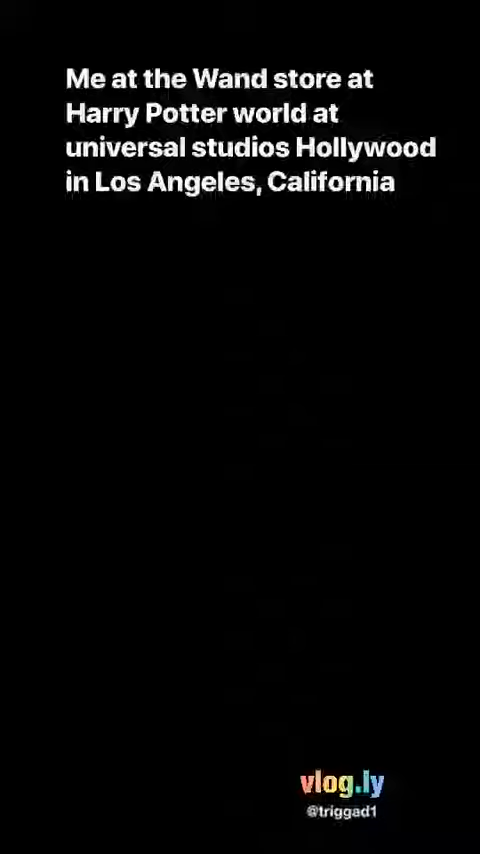 Me at the Wand store at
Harry Potter world at
universal studios Hollywood
in Los Angeles, California
vlog.ly
@triggad1